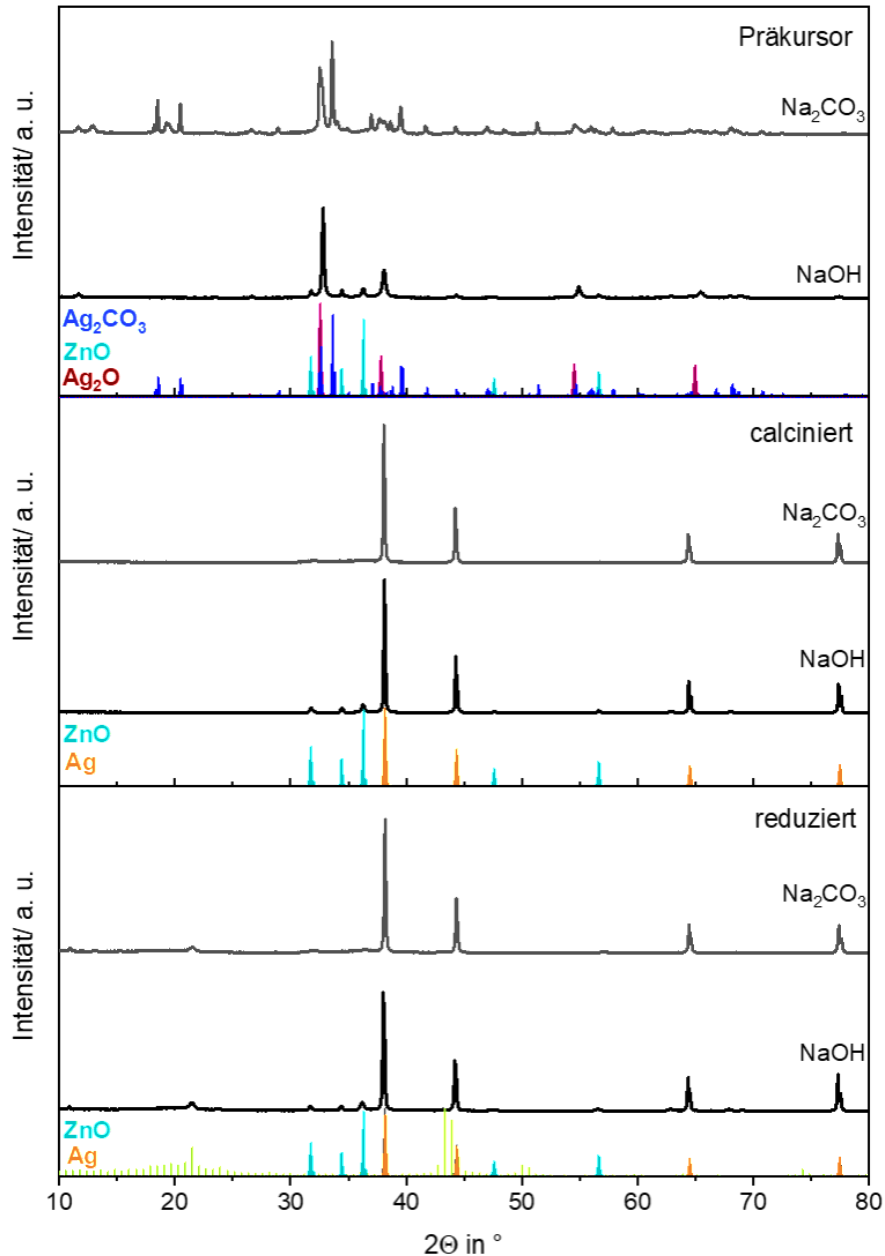 Präkursor
Na₂CO₃
NaOH
Ag₂CO₃
ZnO
Ag₂O
Intensität/ a. u.
calciniert
Na₂CO₃
NaOH
ZnO
Ag
Intensität/ a. u.
reduziert
Na₂CO₃
NaOH
ZnO
Ag
Intensität/ a. u.
10 20 30 40 50 60 70 80
2Θ in °